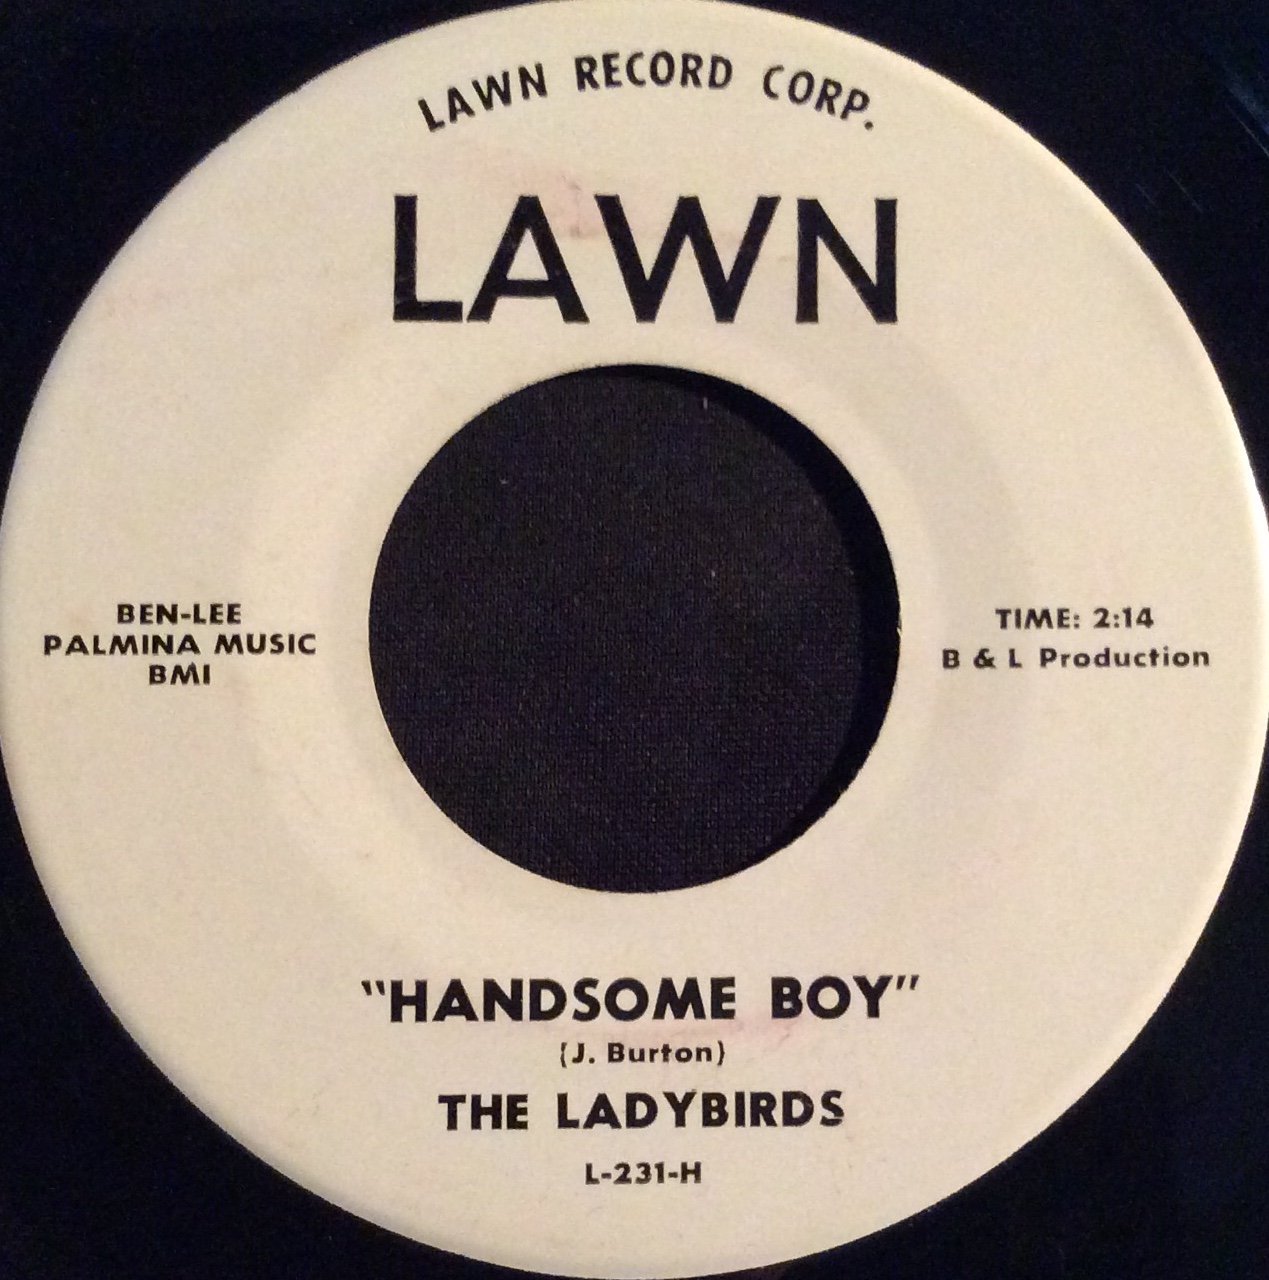 LAWN RECORD CORP.
LAWN
BEN-LEE
PALMINA MUSIC
BMI
TIME: 2:14
B & L Production
"HANDSOME BOY"
(J. Burton)
THE LADYBIRDS
L-231-H